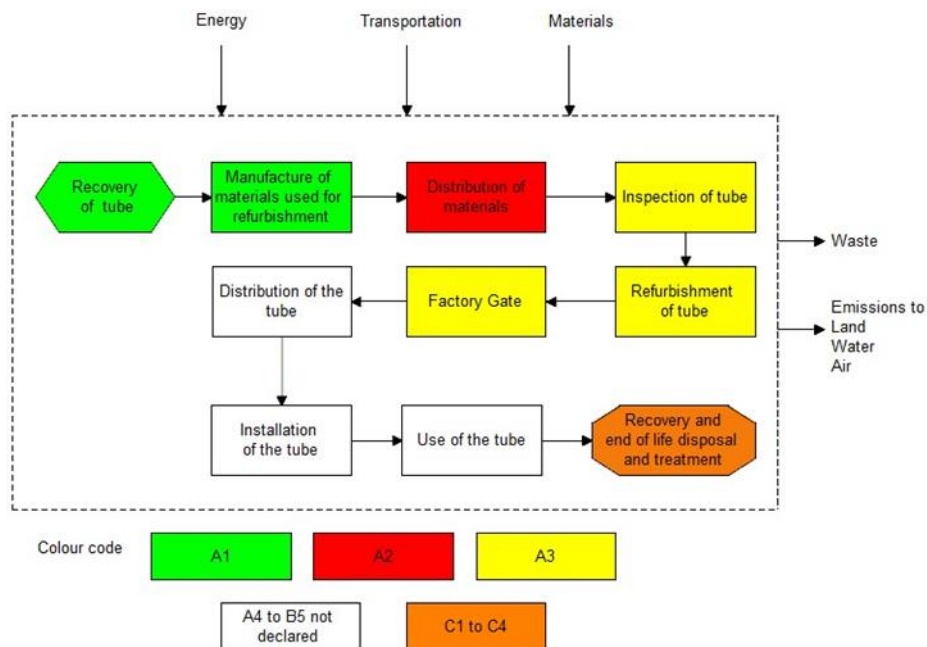 Energy
Transportation
Materials
Recovery
of tube
Manufacture of
materials used for
refurbishment
Distribution of
materials
Inspection of tube
Waste
Distribution of the
tube
Factory Gate
Refurbishment
of tube
Emissions to
Land
Water
Air
Installation
of the tube
Use of the tube
Recovery and
end of life disposal
and treatment
Colour code
A1
A2
A3
A4 to B5 not
declared
C1 to C4